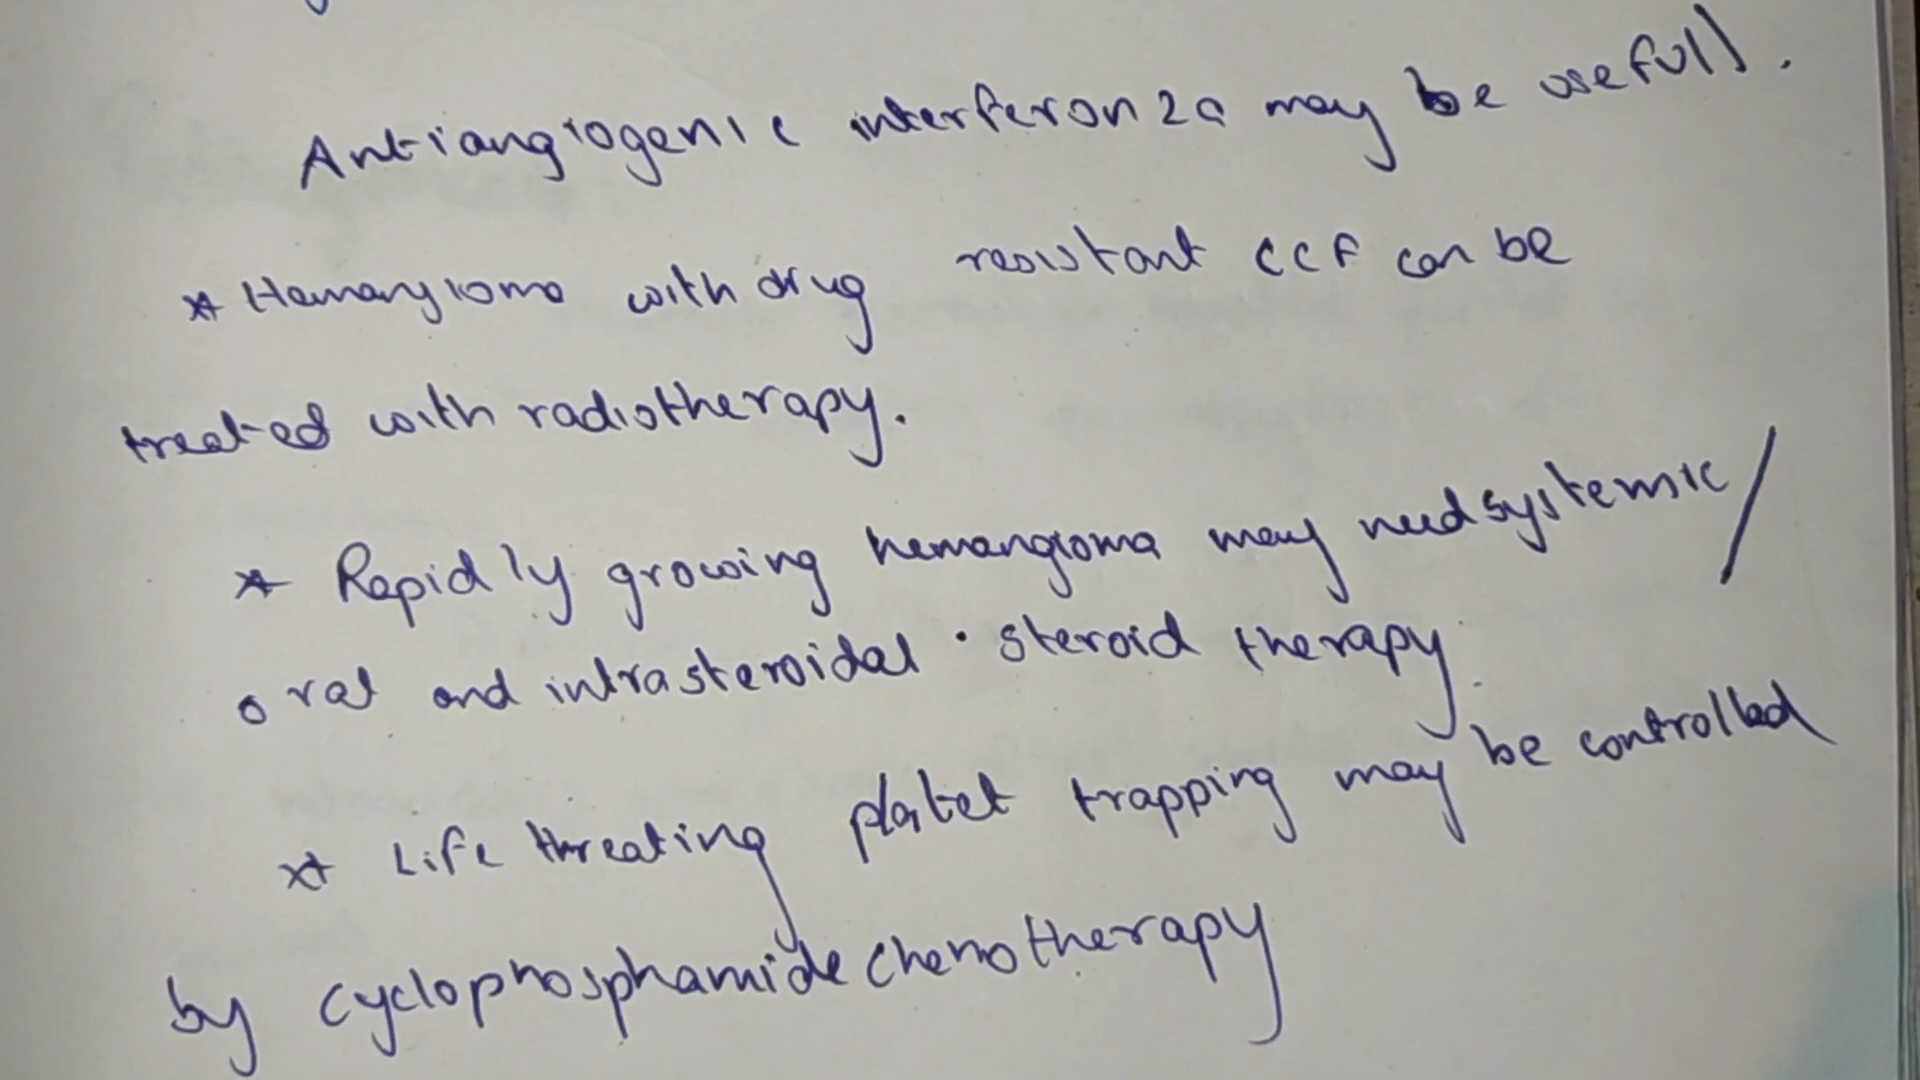 Antiangiogenic interferon 2a may be usefull.
* Hemangioma with drug resistant CCF can be
treated with radiotherapy.
* Rapidly growing hemangioma may need systemic/
oral and intrasteroidal . steroid therapy.
* Life threating platet trapping may be controlled
by cyclophosphamide chemotherapy